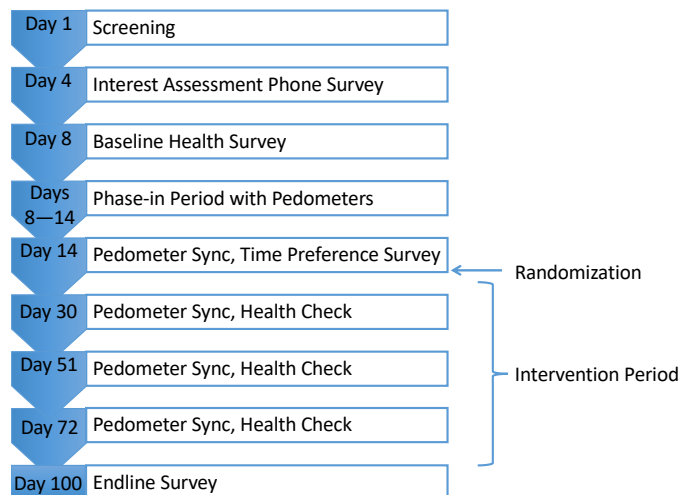 Day 1
Screening
Day 4
Interest Assessment Phone Survey
Day 8
Baseline Health Survey
Days
8—14
Phase-in Period with Pedometers
Day 14
Pedometer Sync, Time Preference Survey
Randomization
Day 30
Pedometer Sync, Health Check
Day 51
Pedometer Sync, Health Check
Intervention Period
Day 72
Pedometer Sync, Health Check
Day 100
Endline Survey